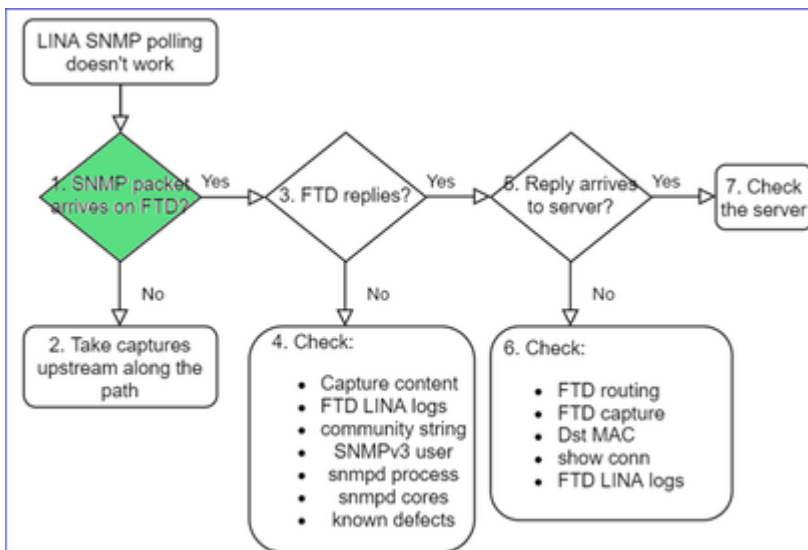 LINA SNMP polling
doesn't work
1. SNMP packet
arrives on FTD?
Yes
3. FTD replies?
Yes
5. Reply arrives
to server?
Yes
7. Check
the server
No
No
No
2. Take captures
upstream along the
path
4. Check:
• Capture content
• FTD LINA logs
• community string
• SNMPv3 user
• snmpd process
• snmpd cores
• known defects
6. Check:
• FTD routing
• FTD capture
• Dst MAC
• show conn
• FTD LINA logs